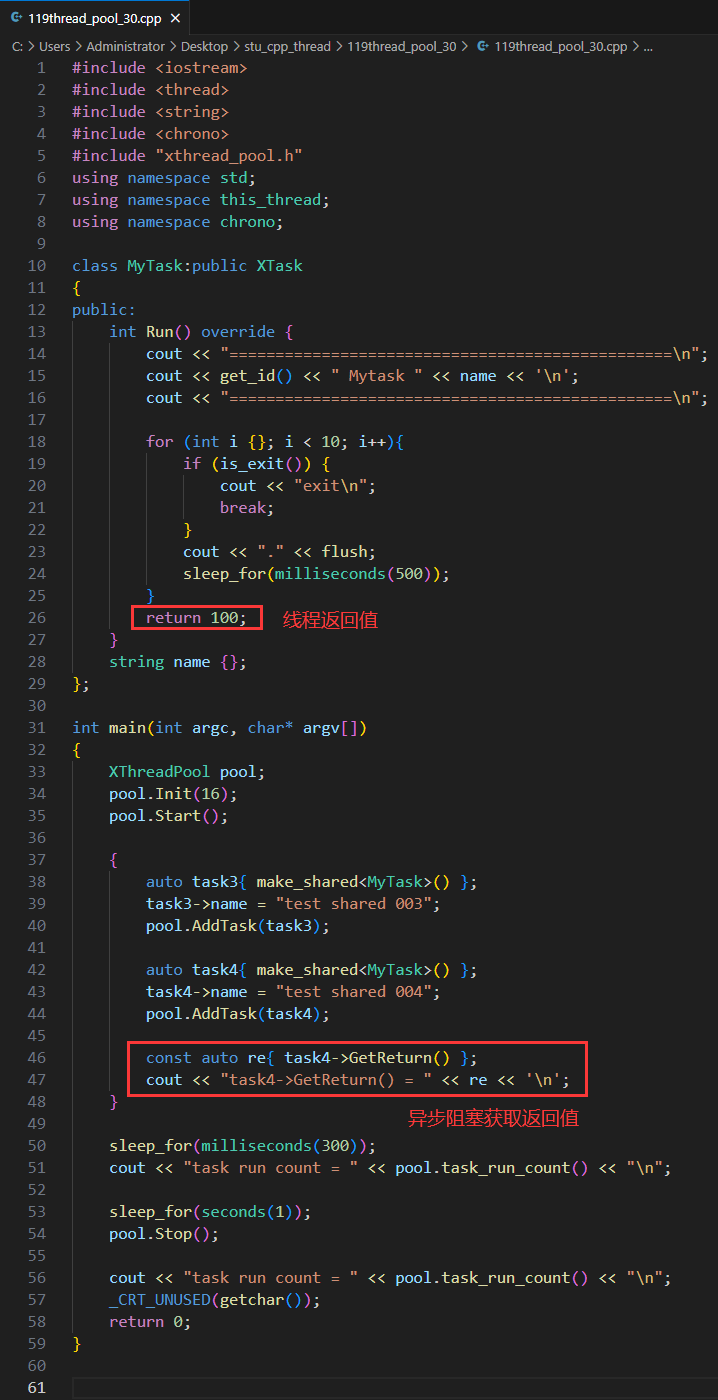 119thread_pool_30.cpp ×
C: > Users > Administrator > Desktop > stu_cpp_thread > 119thread_pool_30 > 119thread_pool_30.cpp > ...
1 #include <iostream>
2 #include <thread>
3 #include <string>
4 #include <chrono>
5 #include "xthread_pool.h"
6 using namespace std;
7 using namespace this_thread;
8 using namespace chrono;
9
10 class MyTask:public XTask
11 {
12 public:
13     int Run() override {
14         cout << "================================================\n";
15         cout << get_id() << " Mytask " << name << '\n';
16         cout << "================================================\n";
17
18         for (int i {}; i < 10; i++){
19             if (is_exit()) {
20                 cout << "exit\n";
21                 break;
22             }
23             cout << "." << flush;
24             sleep_for(milliseconds(500));
25         }
26         return 100; 线程返回值
27     }
28     string name {};
29 };
30
31 int main(int argc, char* argv[])
32 {
33     XThreadPool pool;
34     pool.Init(16);
35     pool.Start();
36
37     {
38         auto task3{ make_shared<MyTask>() };
39         task3->name = "test shared 003";
40         pool.AddTask(task3);
41
42         auto task4{ make_shared<MyTask>() };
43         task4->name = "test shared 004";
44         pool.AddTask(task4);
45
46         const auto re{ task4->GetReturn() };
47         cout << "task4->GetReturn() = " << re << '\n';
48     }
异步阻塞获取返回值
49
50     sleep_for(milliseconds(300));
51     cout << "task run count = " << pool.task_run_count() << "\n";
52
53     sleep_for(seconds(1));
54     pool.Stop();
55
56     cout << "task run count = " << pool.task_run_count() << "\n";
57     _CRT_UNUSED(getchar());
58     return 0;
59 }
60
61